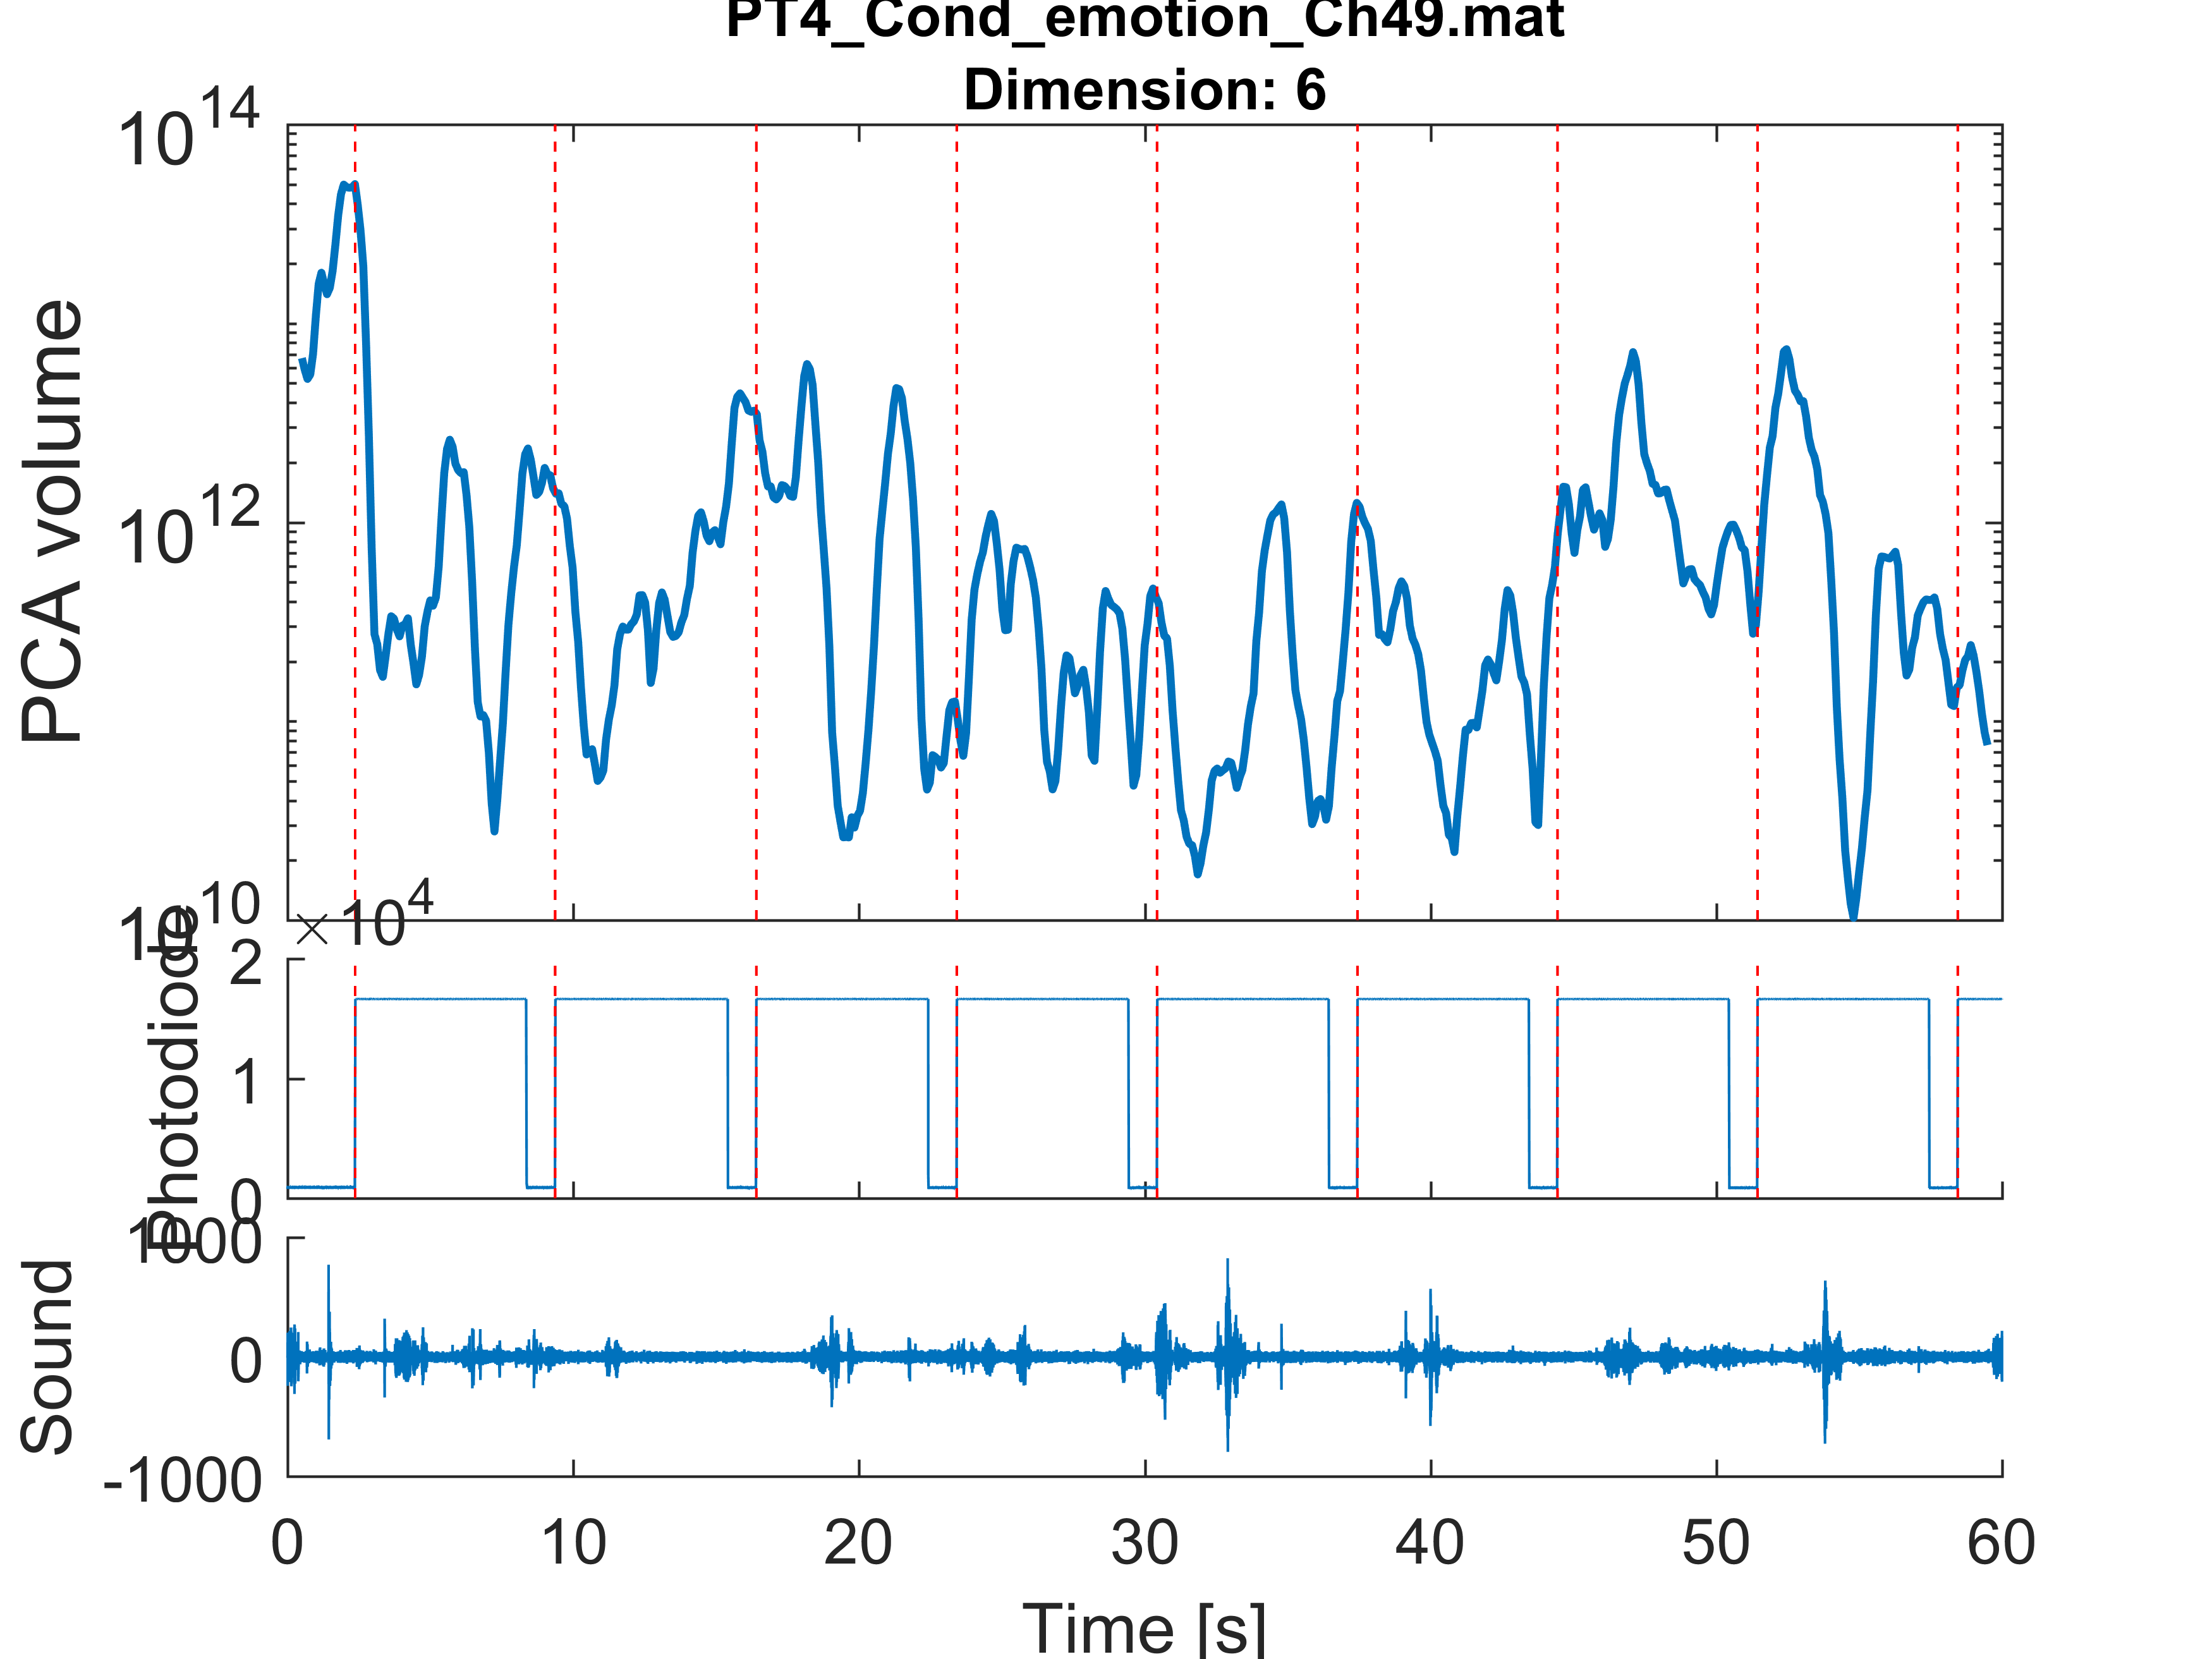 PT4_Cond_emotion_Ch49.mat
Dimension: 6
10^14
10^12
10^10
PCA volume
×10^4
2
1
0
Photodiode
1000
0
-1000
Sound
0 10 20 30 40 50 60
Time [s]